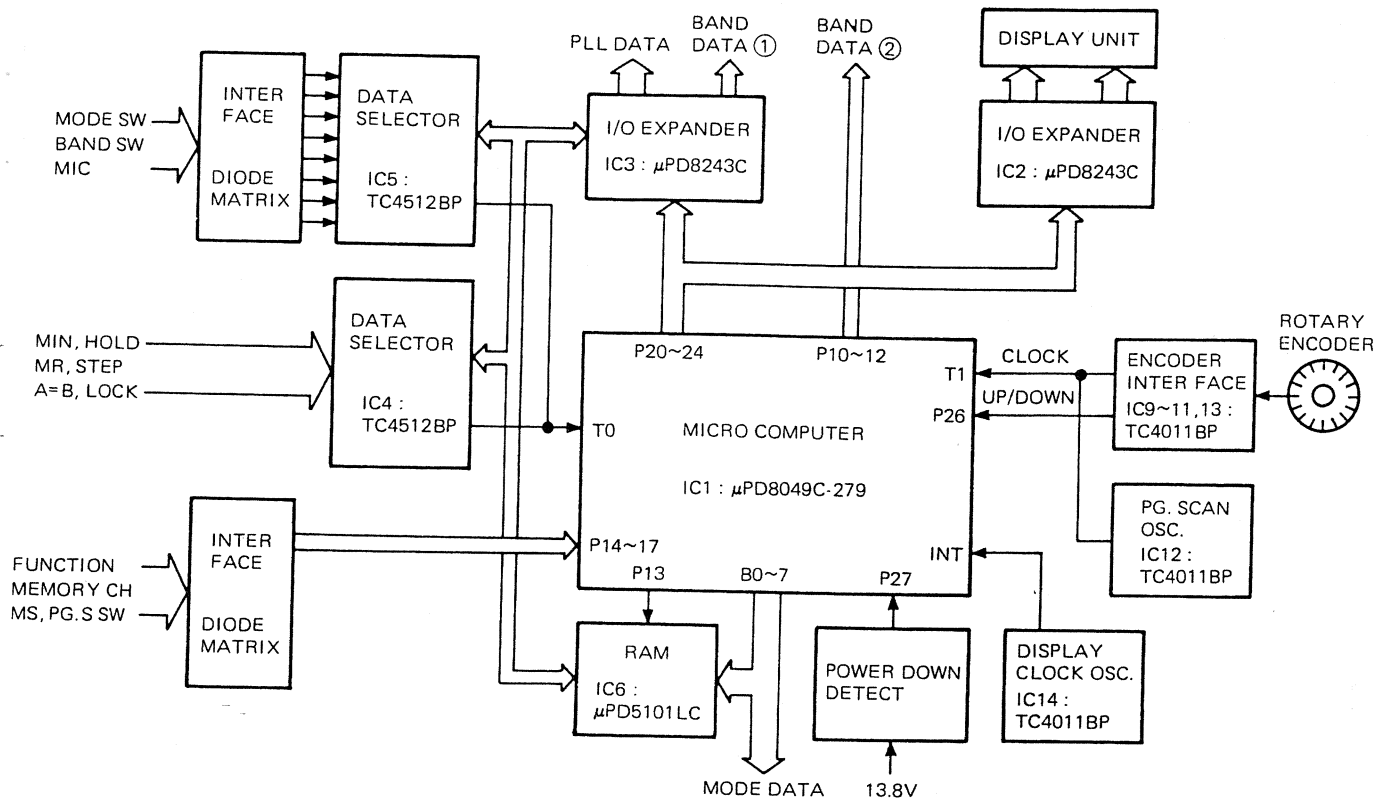 PLL DATA
BAND
DATA ①
BAND
DATA ②
DISPLAY UNIT
MODE SW
BAND SW
MIC
INTER
FACE
DIODE
MATRIX
DATA
SELECTOR
IC5 :
TC4512BP
I/O EXPANDER
IC3 : µPD8243C
I/O EXPANDER
IC2 : µPD8243C
MIN, HOLD
MR, STEP
A=B, LOCK
DATA
SELECTOR
IC4 :
TC4512BP
P20~24
P10~12
T1
P26
T0
MICRO COMPUTER
IC1 : µPD8049C-279
P14~17
P13
B0~7
P27
INT
CLOCK
UP/DOWN
ENCODER
INTER FACE
IC9~11,13 :
TC4011BP
ROTARY
ENCODER
PG. SCAN
OSC.
IC12 :
TC4011BP
FUNCTION
MEMORY CH
MS, PG.S SW
INTER
FACE
DIODE
MATRIX
RAM
IC6 :
µPD5101LC
POWER DOWN
DETECT
DISPLAY
CLOCK OSC.
IC14 :
TC4011BP
MODE DATA
13.8V